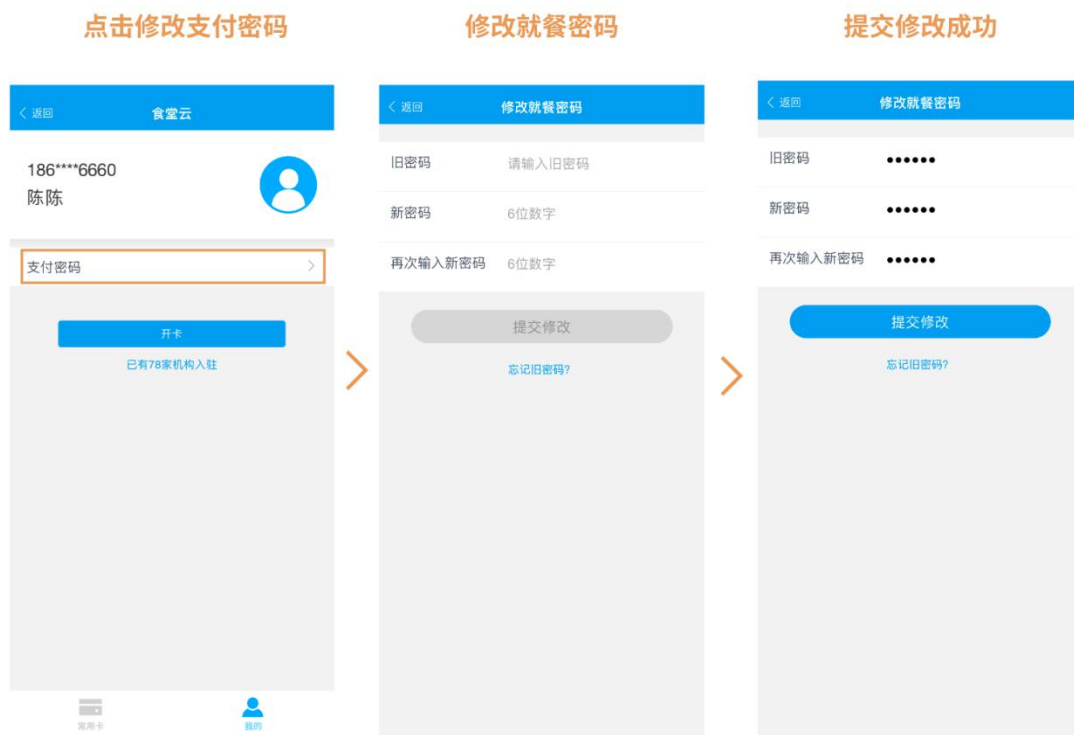 点击修改支付密码
修改就餐密码
提交修改成功
返回
食堂云
186****6660
陈陈
支付密码
开卡
已有78家机构入驻
常用卡
我的
返回
修改就餐密码
旧密码 请输入旧密码
新密码 6位数字
再次输入新密码 6位数字
提交修改
忘记旧密码?
返回
修改就餐密码
旧密码 ●●●●●●
新密码 ●●●●●●
再次输入新密码 ●●●●●●
提交修改
忘记旧密码?